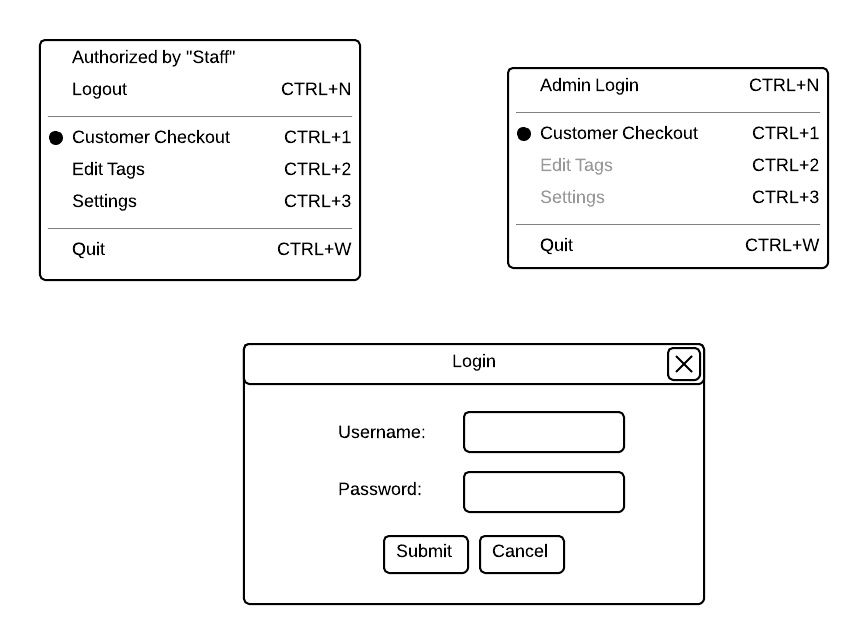 Authorized by "Staff"
Logout CTRL+N
Customer Checkout CTRL+1
Edit Tags CTRL+2
Settings CTRL+3
Quit CTRL+W
Admin Login CTRL+N
Customer Checkout CTRL+1
Edit Tags CTRL+2
Settings CTRL+3
Quit CTRL+W
Login
Username:
Password:
Submit Cancel